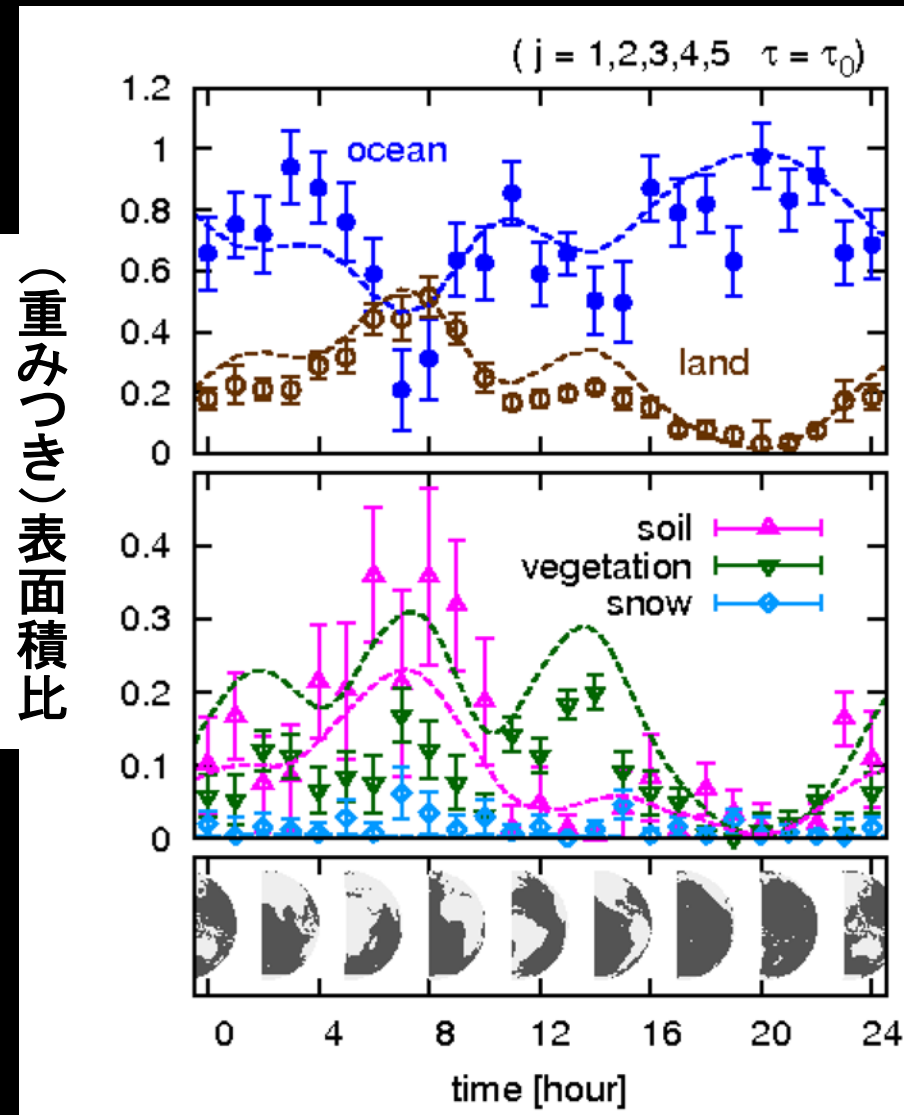 ( j = 1,2,3,4,5 τ = τ0)
1.2
1
0.8
0.6
0.4
0.2
0
ocean
land
(重みつき)表面積比
0.4
0.3
0.2
0.1
0
soil
vegetation
snow
0 4 8 12 16 20 24
time [hour]